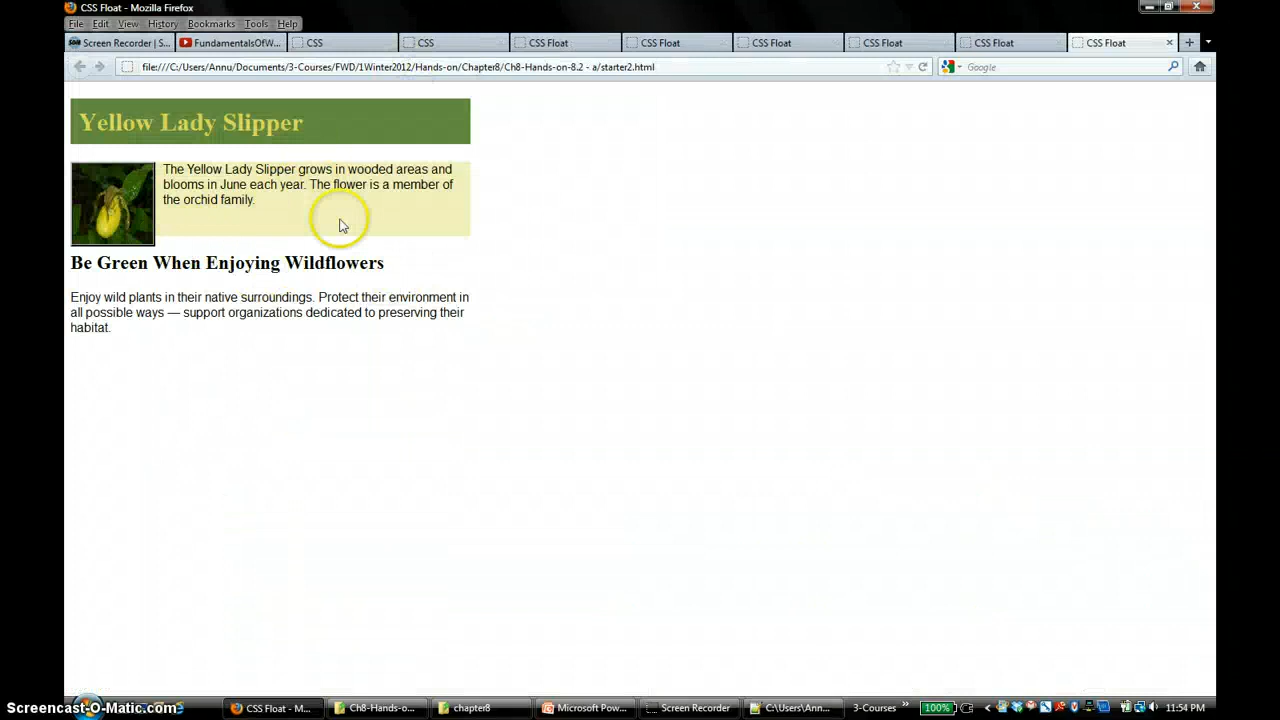 CSS Float - Mozilla Firefox
File Edit View History Bookmarks Tools Help
Screen Recorder | S... FundamentalsOfW... CSS CSS CSS Float CSS Float CSS Float CSS Float CSS Float CSS Float
file:///C:/Users/Annu/Documents/3-Courses/FWD/1Winter2012/Hands-on/Chapter8/Ch8-Hands-on-8.2 - a/starter2.html Google
Yellow Lady Slipper
The Yellow Lady Slipper grows in wooded areas and
blooms in June each year. The flower is a member of
the orchid family.
Be Green When Enjoying Wildflowers
Enjoy wild plants in their native surroundings. Protect their environment in
all possible ways — support organizations dedicated to preserving their
habitat.
Screencast-O-Matic.com CSS Float - M... Ch8-Hands-o... chapter8 Microsoft Pow... Screen Recorder C:\Users\Ann... 3-Courses » 100% 11:54 PM